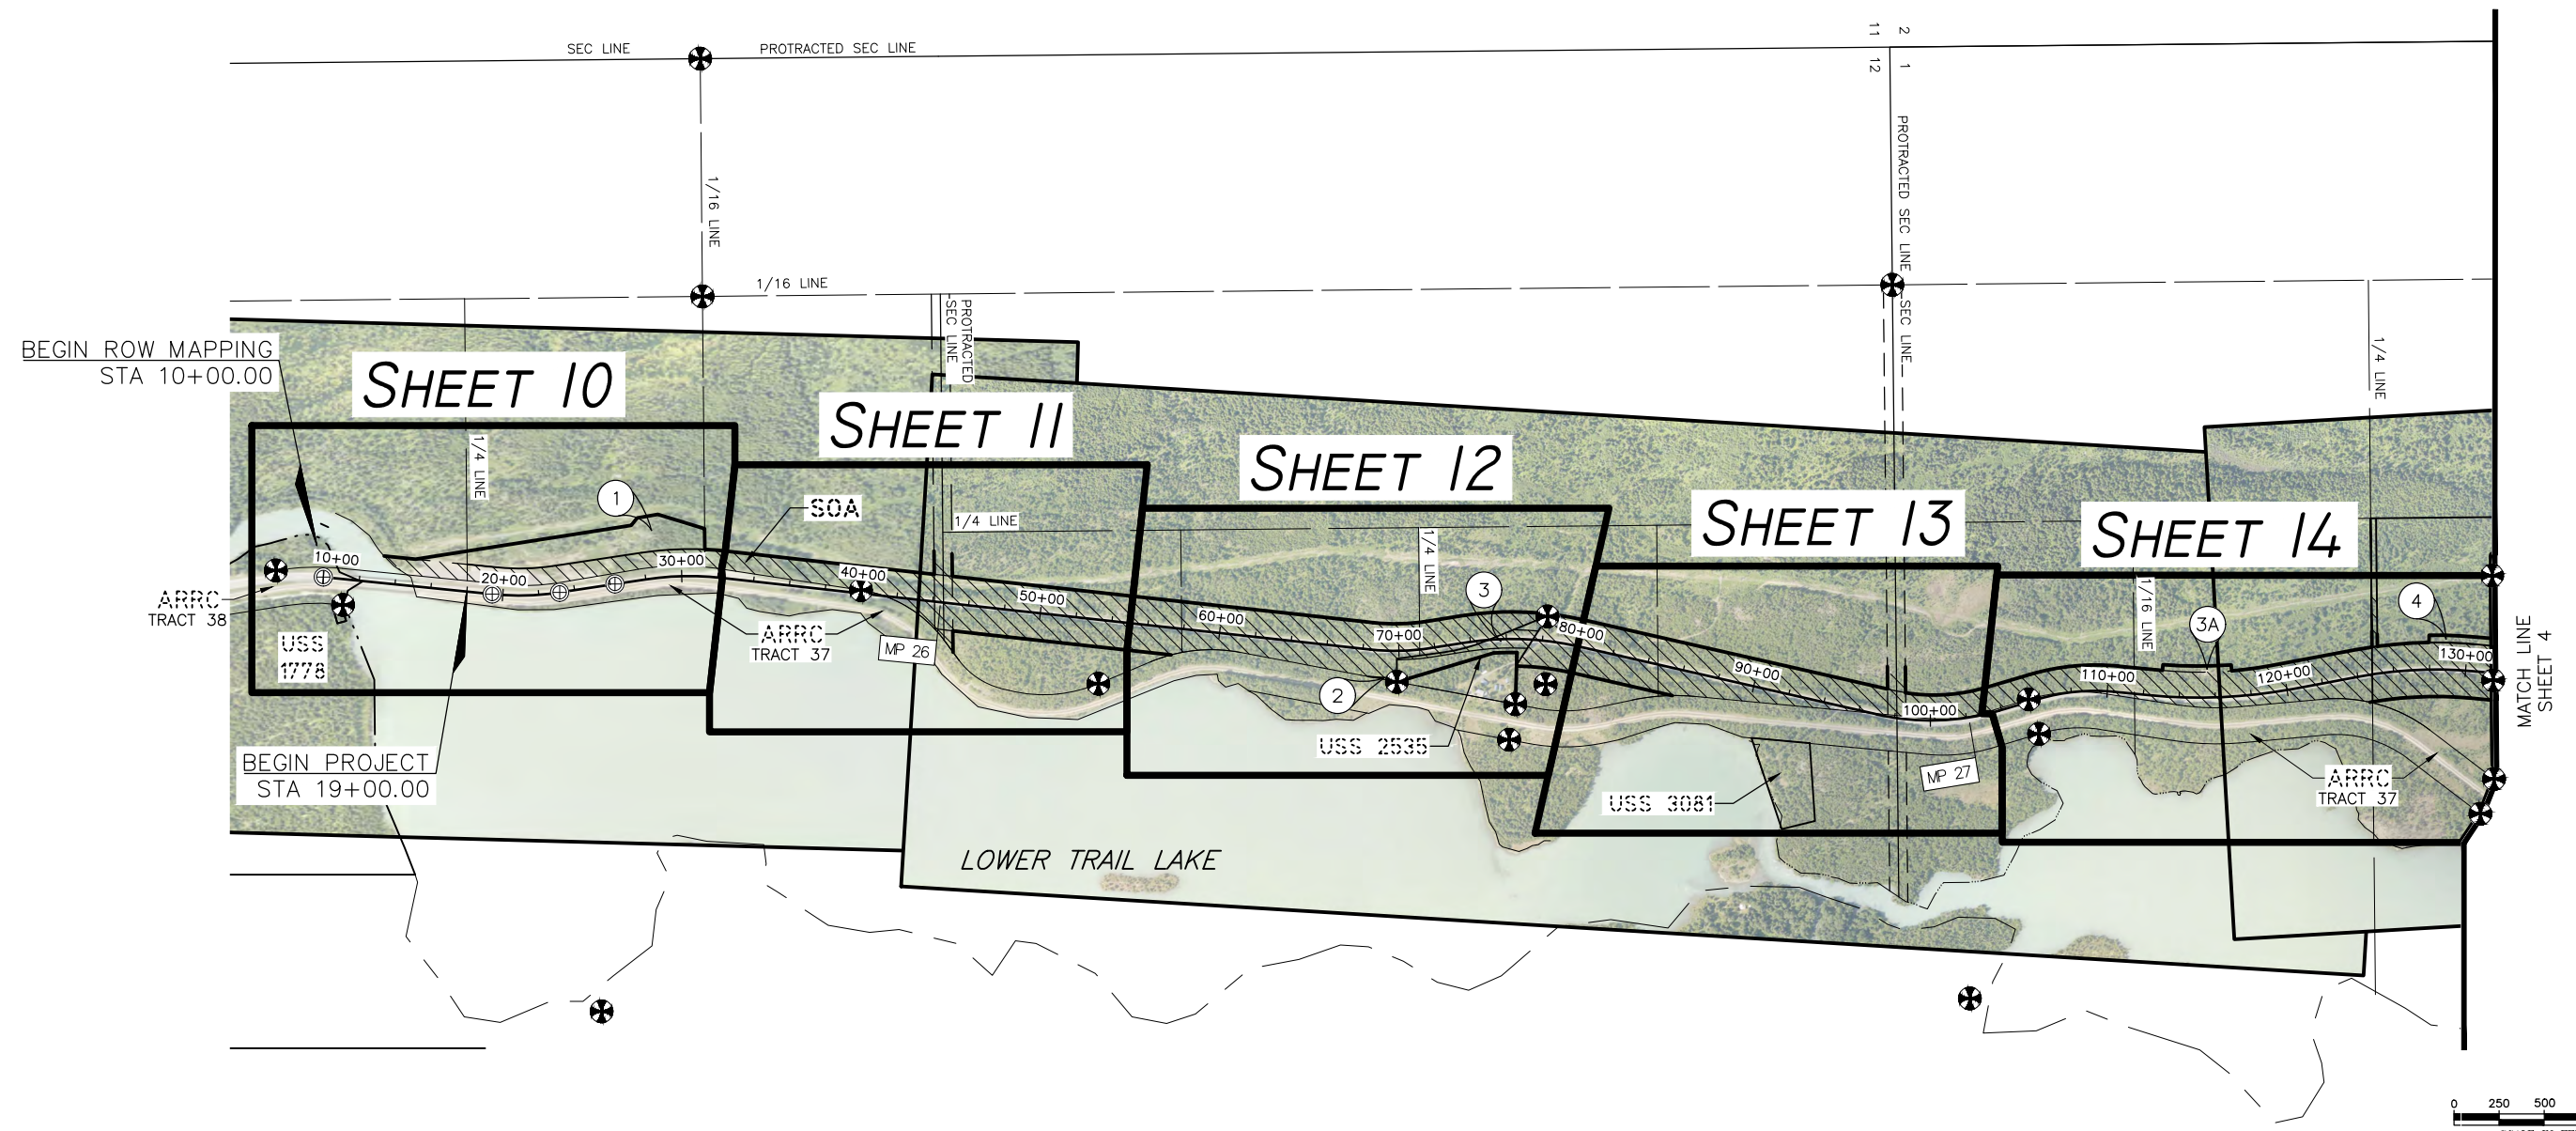 SEC LINE
PROTRACTED SEC LINE
11
2
12
1
1/16 LINE
PROTRACTED SEC LINE
1/16 LINE
PROTRACTED
SEC LINE
SEC LINE
1/4 LINE
BEGIN ROW MAPPING
STA 10+00.00
SHEET 10
SHEET 11
SHEET 12
SHEET 13
SHEET 14
1/4 LINE
1
SOA
1/4 LINE
1/4 LINE
3
1/16 LINE
3A
4
10+00
20+00
30+00
40+00
50+00
60+00
70+00
80+00
90+00
100+00
110+00
120+00
130+00
ARRC
TRACT 38
USS
1778
ARRC
TRACT 37
MP 26
2
USS 2535
USS 3081
MP 27
ARRC
TRACT 37
MATCH LINE
SHEET 4
BEGIN PROJECT
STA 19+00.00
LOWER TRAIL LAKE
0 250 500